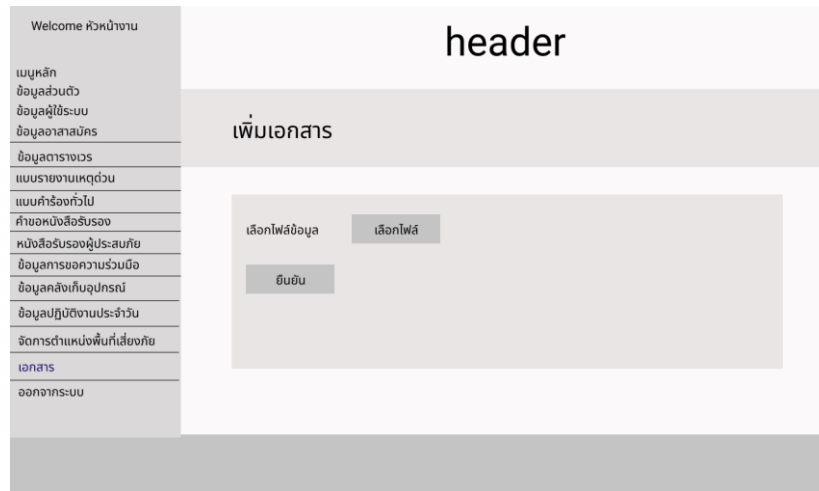 Welcome หัวหน้างาน
header
เมนูหลัก
ข้อมูลส่วนตัว
ข้อมูลผู้ใช้ระบบ
ข้อมูลอาสาสมัคร
ข้อมูลตารางเวร
แบบรายงานเหตุด่วน
แบบคำร้องทั่วไป
คำขอหนังสือรับรอง
หนังสือรับรองผู้ประสบภัย
ข้อมูลการขอความร่วมมือ
ข้อมูลคลังเก็บอุปกรณ์
ข้อมูลปฏิบัติงานประจำวัน
จัดการตำแหน่งพื้นที่เสี่ยงภัย
เอกสาร
ออกจากระบบ
เพิ่มเอกสาร
เลือกไฟล์ข้อมูล เลือกไฟล์
ยืนยัน